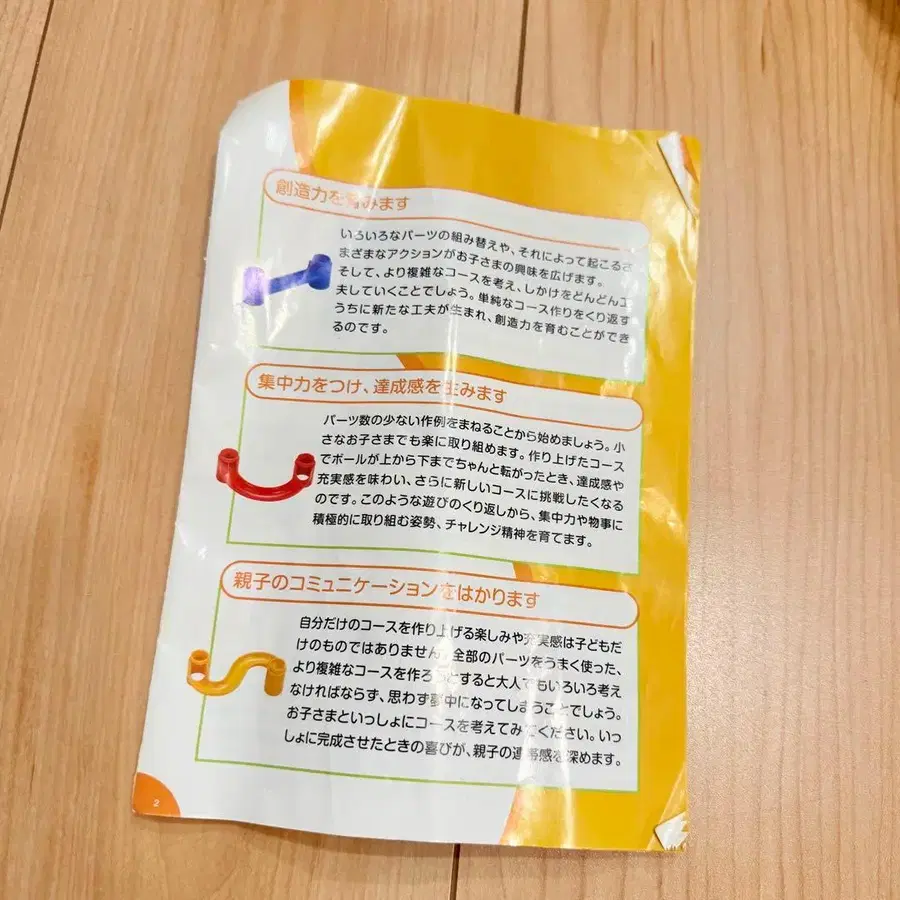 創造力を育みます
いろいろなパーツの組み替えや、それによって起こるさ
まざまなアクションがお子さまの興味を広げます。
そして、より複雑なコースを考え、しかけをどんどん工
夫していくことでしょう。単純なコース作りをくり返す
うちに新たな工夫が生まれ、創造力を育むことができ
るのです。
集中力をつけ、達成感を生みます
パーツ数の少ない作例をまねることから始めましょう。小
さなお子さまでも楽に取り組めます。作り上げたコース
でボールが上から下までちゃんと転がったとき、達成感や
充実感を味わい、さらに新しいコースに挑戦したくなる
のです。このような遊びのくり返しから、集中力や物事に
積極的に取り組む姿勢、チャレンジ精神を育てます。
親子のコミュニケーションをはかります
自分だけのコースを作り上げる楽しみや充実感は子どもだ
けのものではありません。全部のパーツをうまく使った、
より複雑なコースを作ろうとすると大人でもいろいろ考え
なければならず、思わず夢中になってしまうことでしょう。
お子さまといっしょにコースを考えてみてください。いっ
しょに完成させたときの喜びが、親子の連帯感を深めます。
2